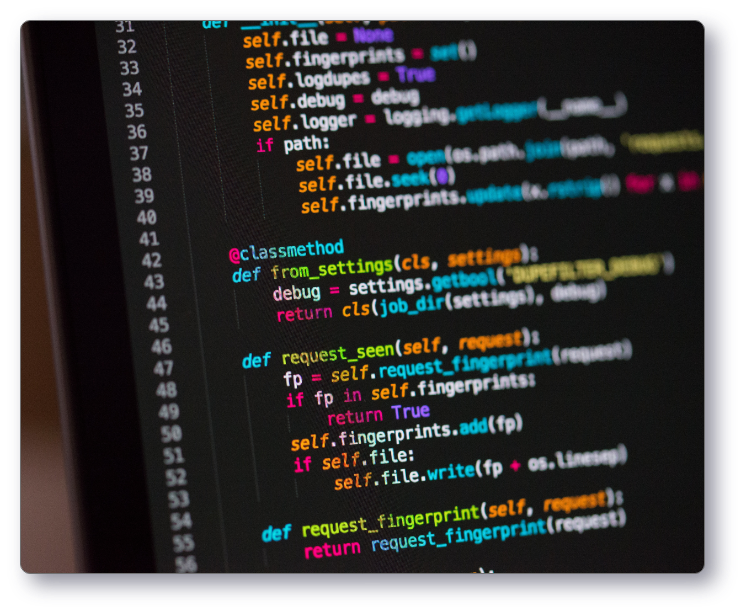 31 def __init__(self,
32 self.file = None
33 self.fingerprints = set()
34 self.logdupes = True
35 self.debug = debug
36 self.logger = logging.getLogger(__name__)
37 if path:
38 self.file = open(os.path.join(path,
39 self.file.seek(0)
40 self.fingerprints.update(x.rstrip() for x in
41
42 @classmethod
43 def from_settings(cls, settings):
44 debug = settings.getbool('DUPEFILTER_DEBUG')
45 return cls(job_dir(settings), debug)
46
47 def request_seen(self, request):
48 fp = self.request_fingerprint(request)
49 if fp in self.fingerprints:
50 return True
51 self.fingerprints.add(fp)
52 if self.file:
53 self.file.write(fp + os.linesep)
54
55 def request_fingerprint(self, request):
56 return request_fingerprint(request)